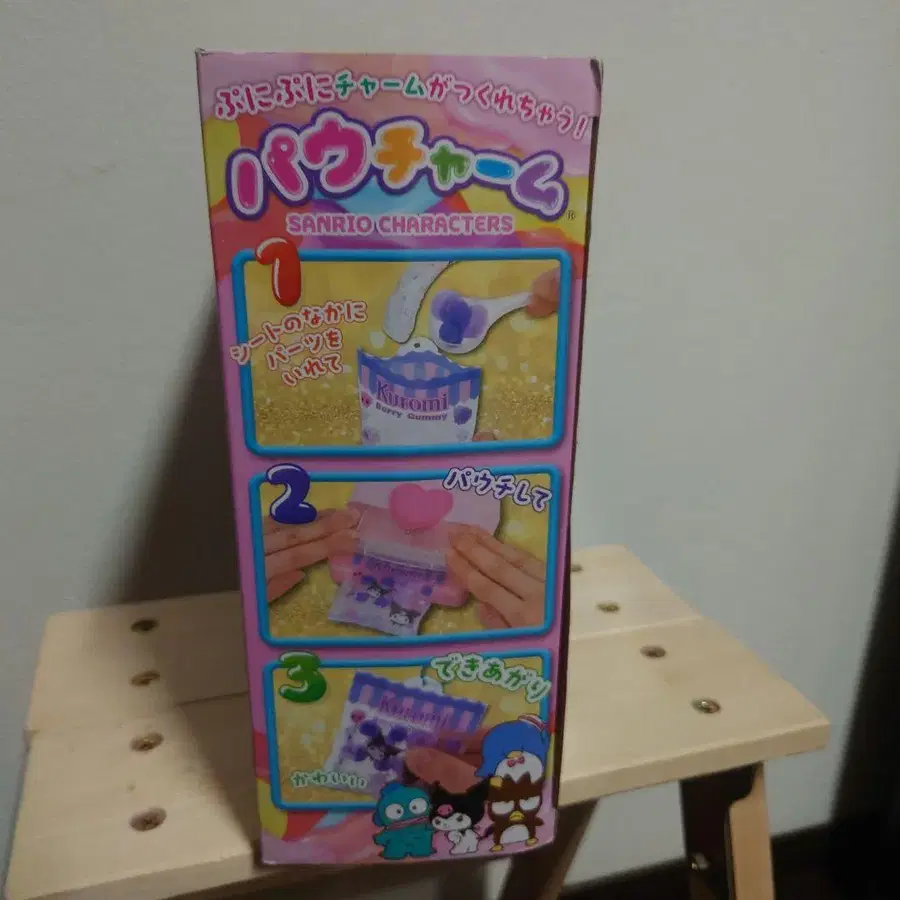 ぷにぷにチャームがつくれちゃう!
パウチャーム®
SANRIO CHARACTERS
1
シートのなかに
パーツを
いれて
Kuromi
Berry Gummy
2
パウチして
3
できあがり
Kuromi
かわいい